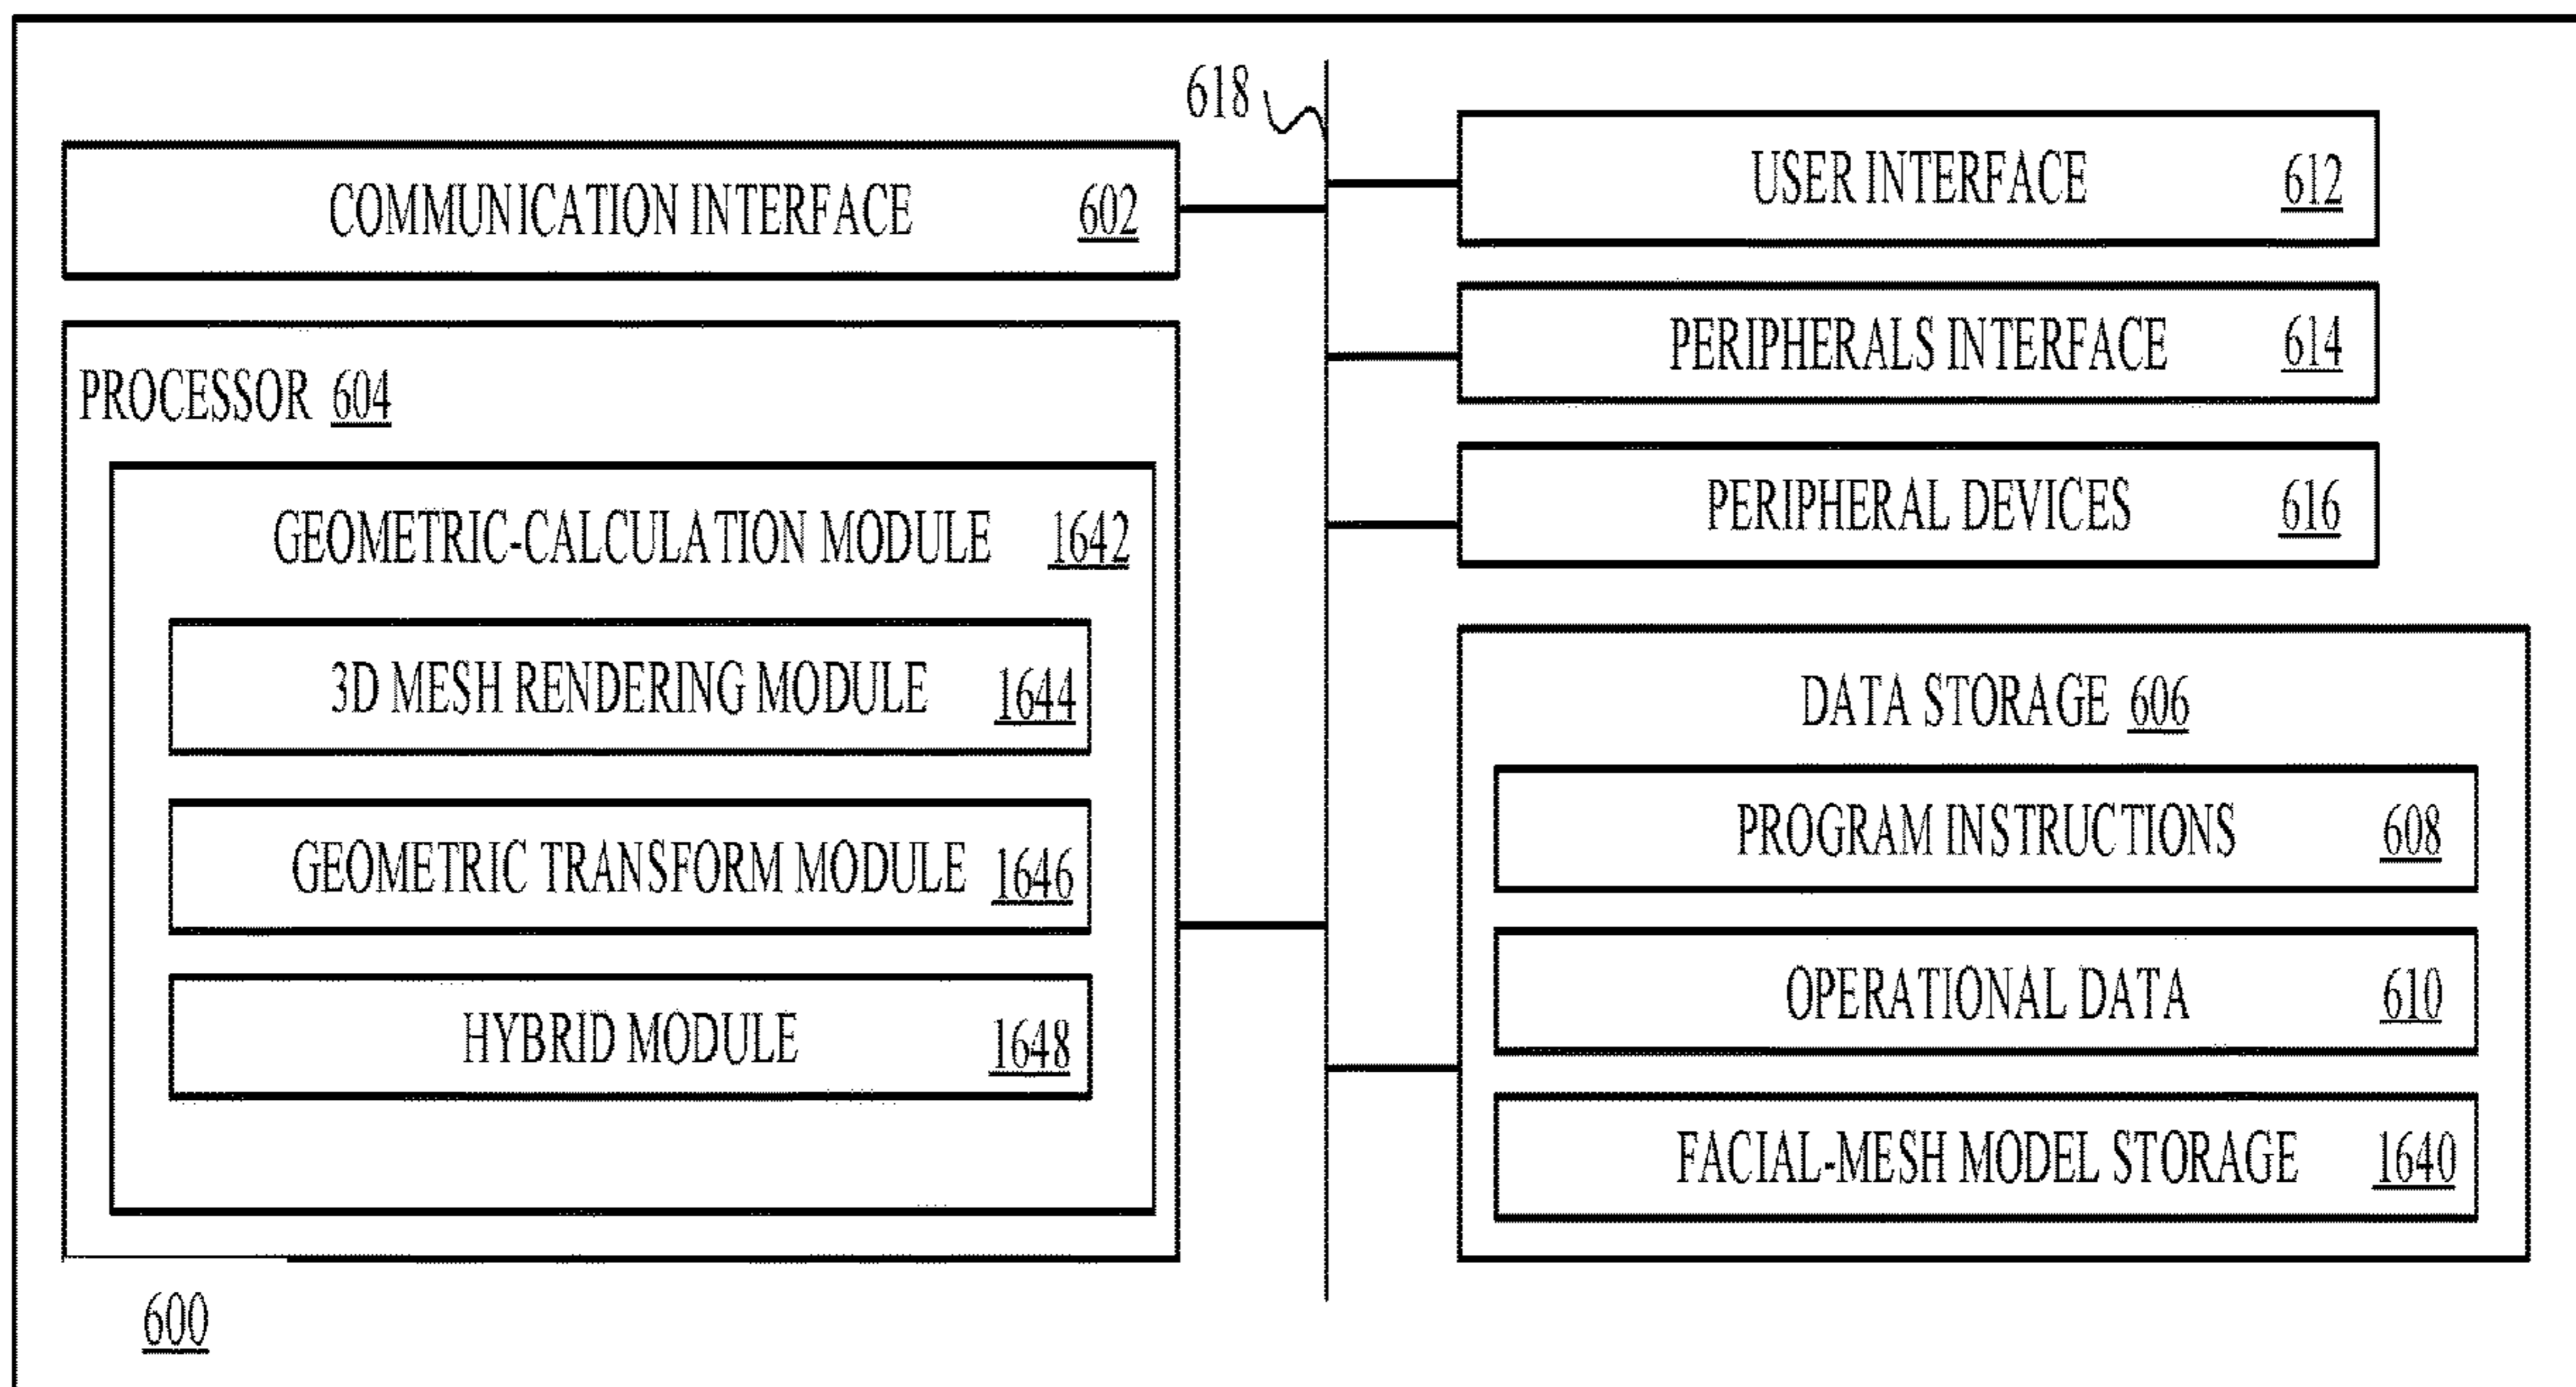 618
COMMUNICATION INTERFACE 602
PROCESSOR 604
GEOMETRIC-CALCULATION MODULE 1642
3D MESH RENDERING MODULE 1644
GEOMETRIC TRANSFORM MODULE 1646
HYBRID MODULE 1648
600
USER INTERFACE 612
PERIPHERALS INTERFACE 614
PERIPHERAL DEVICES 616
DATA STORAGE 606
PROGRAM INSTRUCTIONS 608
OPERATIONAL DATA 610
FACIAL-MESH MODEL STORAGE 1640